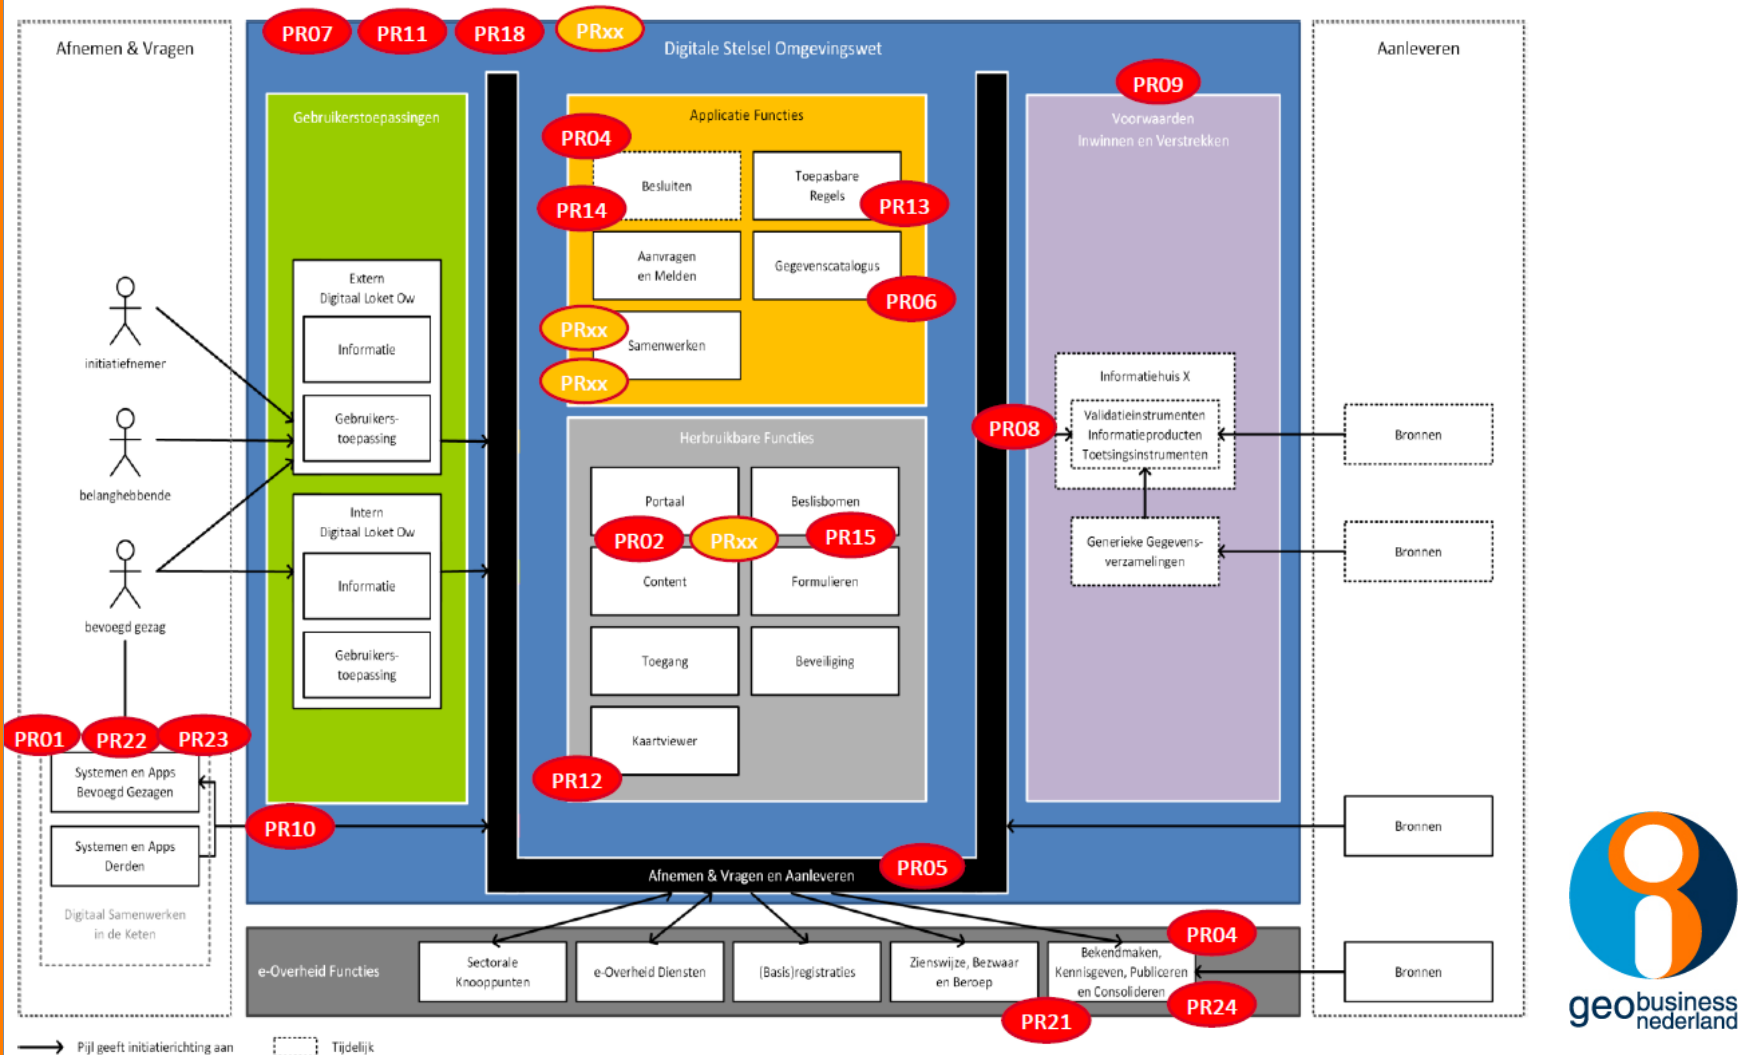 Afnemen & Vragen
PR07
PR11
PR18
PRxx
Digitale Stelsel Omgevingswet
Aanleveren
Gebruikerstoepassingen
Applicatie Functies
PR09
Voorwaarden
Inwinnen en Verstrekken
PR04
Besluiten
PR14
Toepasbare
Regels
PR13
Aanvragen
en Melden
Gegevenscatalogus
PR06
PRxx
Samenwerken
PRxx
initiatiefnemer
belanghebbende
bevoegd gezag
Extern
Digitaal Loket Ow
Informatie
Gebruikers-
toepassing
Intern
Digitaal Loket Ow
Informatie
Gebruikers-
toepassing
Herbruikbare Functies
Portaal
Beslisbomen
PR02
PRxx
PR15
Content
Formulieren
Toegang
Beveiliging
Kaartviewer
PR12
PR08
Informatiehuis X
Validatieinstrumenten
Informatieproducten
Toetsingsinstrumenten
Generieke Gegevens-
verzamelingen
Bronnen
Bronnen
Bronnen
Bronnen
PR01
PR22
PR23
Systemen en Apps
Bevoegd Gezagen
Systemen en Apps
Derden
Digitaal Samenwerken
in de Keten
PR10
Afnemen & Vragen en Aanleveren
PR05
e-Overheid Functies
Sectorale
Knooppunten
e-Overheid Diensten
(Basis)registraties
Zienswijze, Bezwaar
en Beroep
PR21
PR04
Bekendmaken,
Kennisgeven, Publiceren
en Consolideren
PR24
Pijl geeft initiatierichting aan
Tijdelijk
geobusiness
nederland